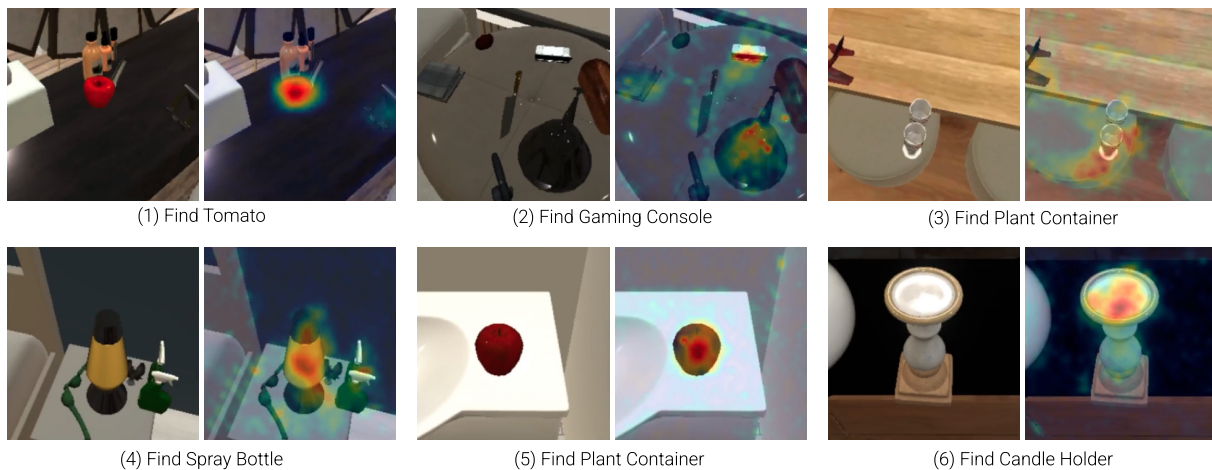 (1) Find Tomato
(2) Find Gaming Console
(3) Find Plant Container
(4) Find Spray Bottle
(5) Find Plant Container
(6) Find Candle Holder